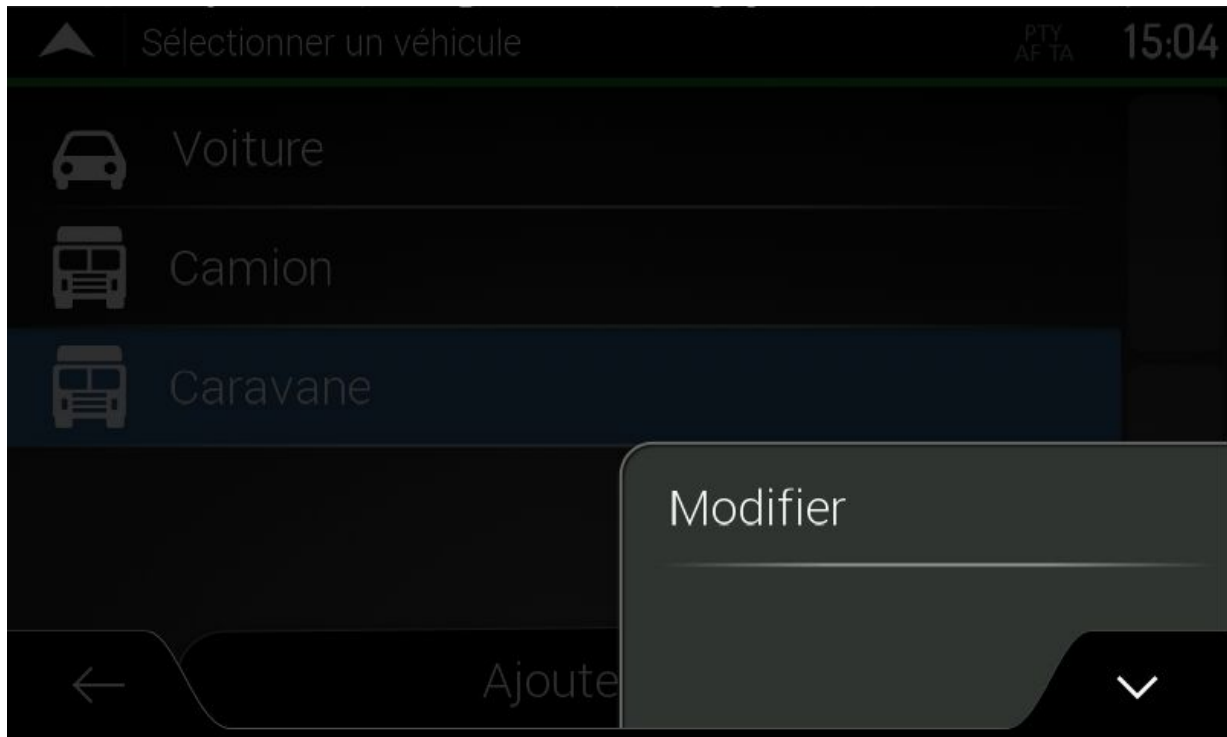 Sélectionner un véhicule
PTY
AF TA
15:04
Voiture
Camion
Caravane
Modifier
Ajoute